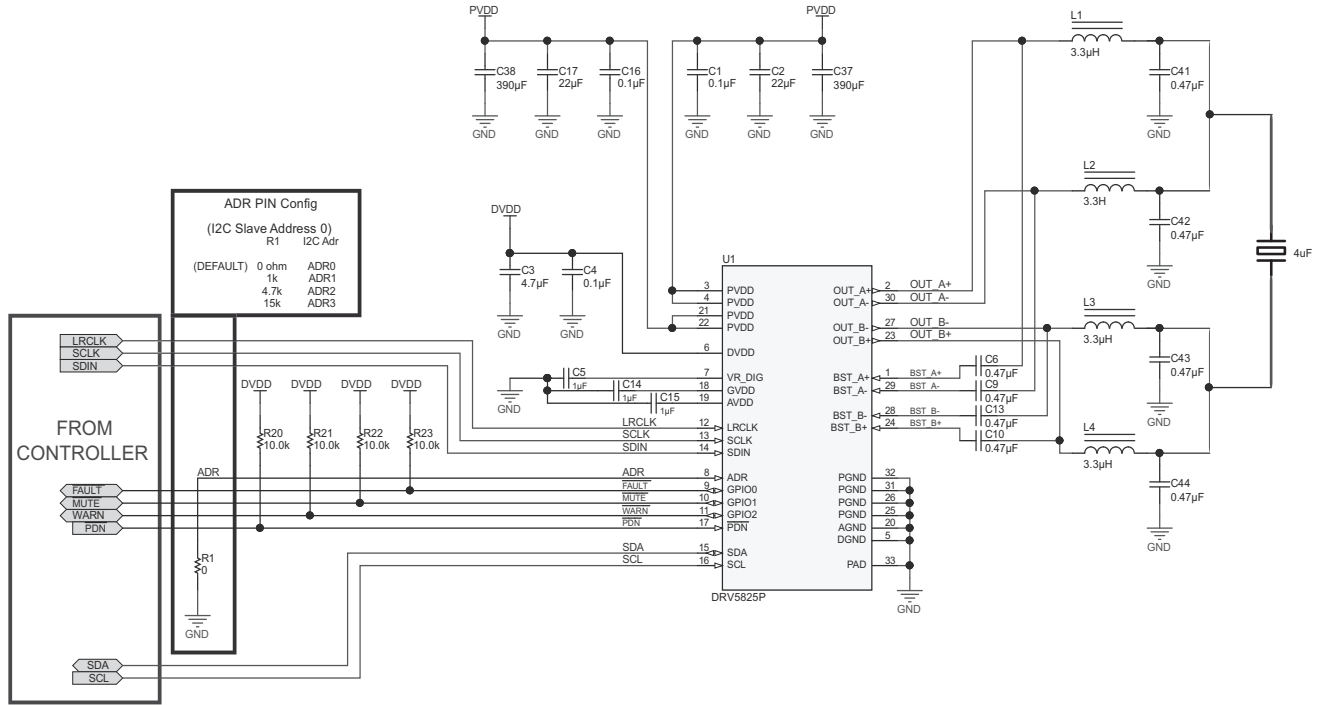 PVDD
PVDD
L1
3.3µH
C38
390µF
C17
22µF
C16
0.1µF
C1
0.1µF
C2
22µF
C37
390µF
C41
0.47µF
GND
GND
GND
GND
GND
GND
GND
L2
3.3H
C42
0.47µF
GND
4uF
ADR PIN Config
(I2C Slave Address 0)
R1 I2C Adr
(DEFAULT) 0 ohm ADR0
1k ADR1
4.7k ADR2
15k ADR3
DVDD
C3
4.7µF
C4
0.1µF
GND
GND
U1
3 PVDD
4 PVDD
21 PVDD
22 PVDD
6 DVDD
7 VR_DIG
18 GVDD
19 AVDD
12 LRCLK
13 SCLK
14 SDIN
8 ADR
9 GPIO0
10 GPIO1
11 GPIO2
17 PDN
15 SDA
16 SCL
DRV5825P
OUT_A+ 2 OUT_A+
OUT_A- 30 OUT_A-
OUT_B- 27 OUT_B-
OUT_B+ 23 OUT_B+
BST_A+ 1 BST_A+
BST_A- 29 BST_A-
BST_B- 28 BST_B-
BST_B+ 24 BST_B+
PGND 32
PGND 31
PGND 26
PGND 25
AGND 20
DGND 5
PAD 33
GND
C6
0.47µF
C9
0.47µF
C13
0.47µF
C10
0.47µF
L3
3.3µH
C43
0.47µF
GND
L4
3.3µH
C44
0.47µF
GND
C5
1µF
C14
1µF
C15
1µF
GND
LRCLK
SCLK
SDIN
ADR
FAULT
MUTE
WARN
PDN
SDA
SCL
LRCLK
SCLK
SDIN
DVDD DVDD DVDD DVDD
R20
10.0k
R21
10.0k
R22
10.0k
R23
10.0k
FROM
CONTROLLER
ADR
FAULT
MUTE
WARN
PDN
R1
0
GND
SDA
SCL